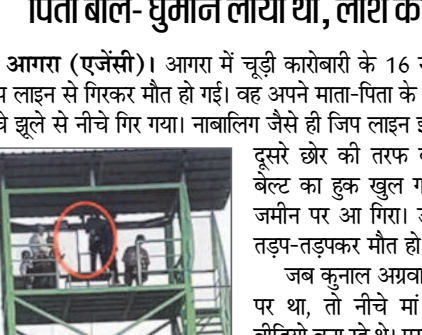 पिता बोले- घुमाने लाया था, लाश
आगरा (एजेंसी)। आगरा में चूड़ी कारोबारी के 16
लाइन से गिरकर मौत हो गई। वह अपने माता-पिता के
झूले से नीचे गिर गया। नाबालिग जैसे ही जिप लाइन
दूसरे छोर की तरफ
बेल्ट का हुक खुल
जमीन पर आ गिरा।
तड़प-तड़पकर मौत हो
जब कुनाल अग्रवा
पर था, तो नीचे मां